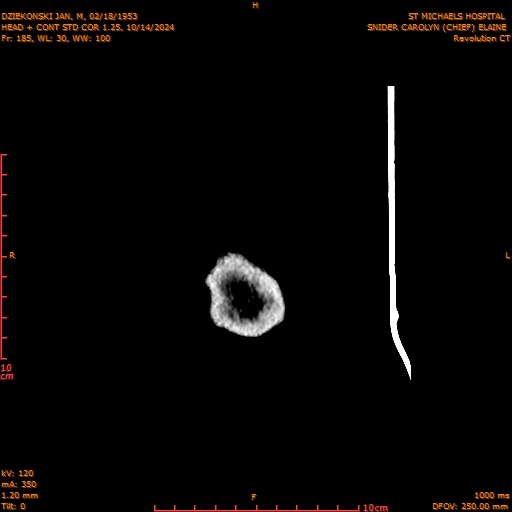 H
DZIEKONSKI JAN, M, 02/18/1953
HEAD + CONT STD COR 1.25, 10/14/2024
Fr: 185, WL: 30, WW: 100
ST MICHAELS HOSPITAL
SNIDER CAROLYN (CHIEF) ELAINE
Revolution CT
R
L
10
cm
kV: 120
mA: 350
1.20 mm
Tilt: 0
F
10cm
1000 ms
DFOV: 250.00 mm